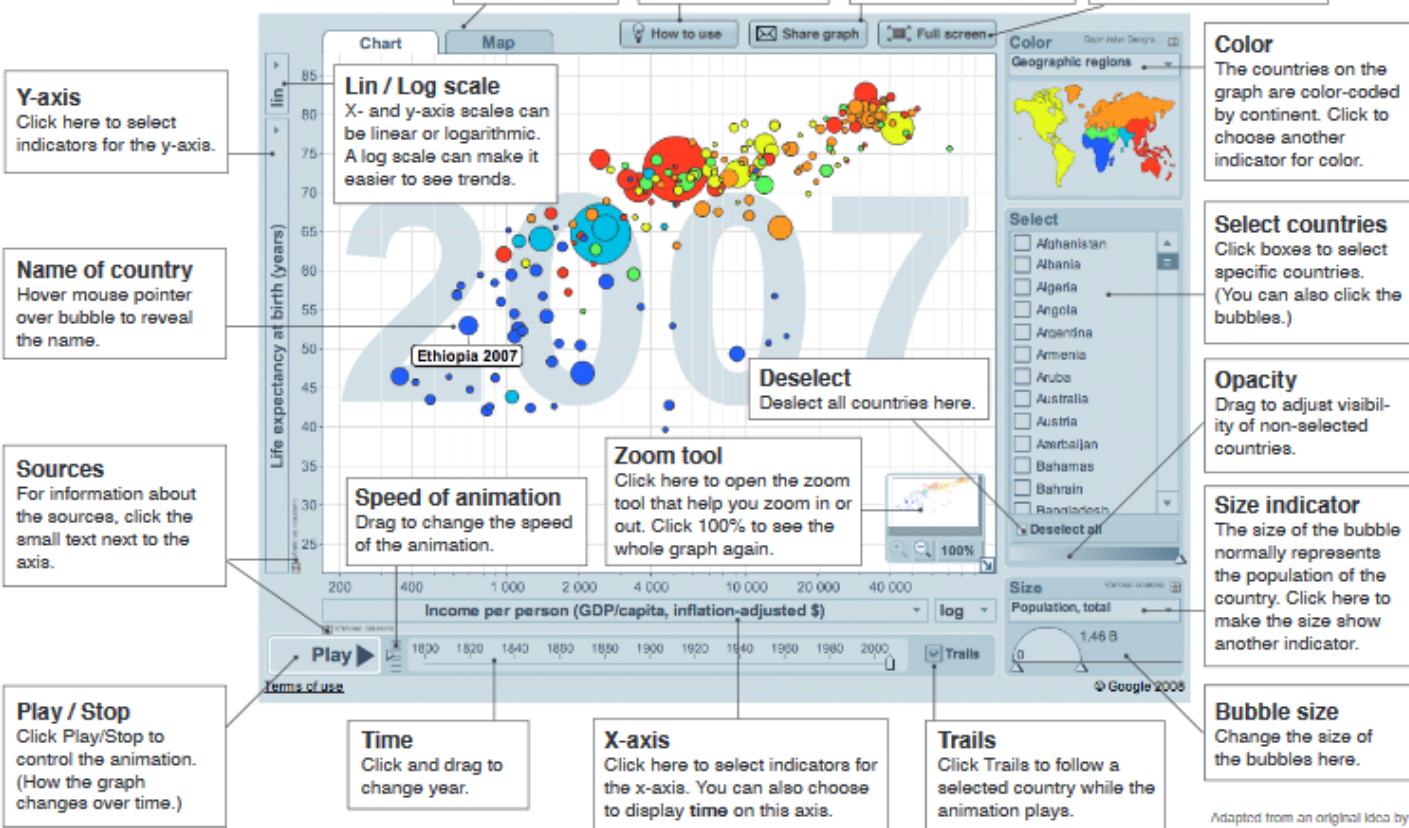 Chart
Map
How to use
Share graph
Full screen
Y-axis
Click here to select
indicators for the y-axis.
Lin / Log scale
X- and y-axis scales can
be linear or logarithmic.
A log scale can make it
easier to see trends.
Color
Geographic regions
Color
The countries on the
graph are color-coded
by continent. Click to
choose another
indicator for color.
lin
85
80
75
70
65
60
55
50
45
40
35
30
25
Life expectancy at birth (years)
2007
Name of country
Hover mouse pointer
over bubble to reveal
the name.
Ethiopia 2007
Select
Afghanistan
Albania
Algeria
Angola
Argentina
Armenia
Aruba
Australia
Austria
Azerbaijan
Bahamas
Bahrain
Bangladesh
Deselect all
Select countries
Click boxes to select
specific countries.
(You can also click the
bubbles.)
Deselect
Deslect all countries here.
Opacity
Drag to adjust visibil-
ity of non-selected
countries.
Sources
For information about
the sources, click the
small text next to the
axis.
Speed of animation
Drag to change the speed
of the animation.
Zoom tool
Click here to open the zoom
tool that help you zoom in or
out. Click 100% to see the
whole graph again.
100%
Size indicator
The size of the bubble
normally represents
the population of the
country. Click here to
make the size show
another indicator.
200 400 1 000 2 000 4 000 10 000 20 000 40 000
Income per person (GDP/capita, inflation-adjusted $)
log
Size
Population, total
1.46 B
0
Play
1800 1820 1840 1860 1880 1900 1920 1940 1960 1980 2000
Trails
Terms of use
© Google 2008
Play / Stop
Click Play/Stop to
control the animation.
(How the graph
changes over time.)
Time
Click and drag to
change year.
X-axis
Click here to select indicators for
the x-axis. You can also choose
to display time on this axis.
Trails
Click Trails to follow a
selected country while the
animation plays.
Bubble size
Change the size of
the bubbles here.
Adapted from an original idea by